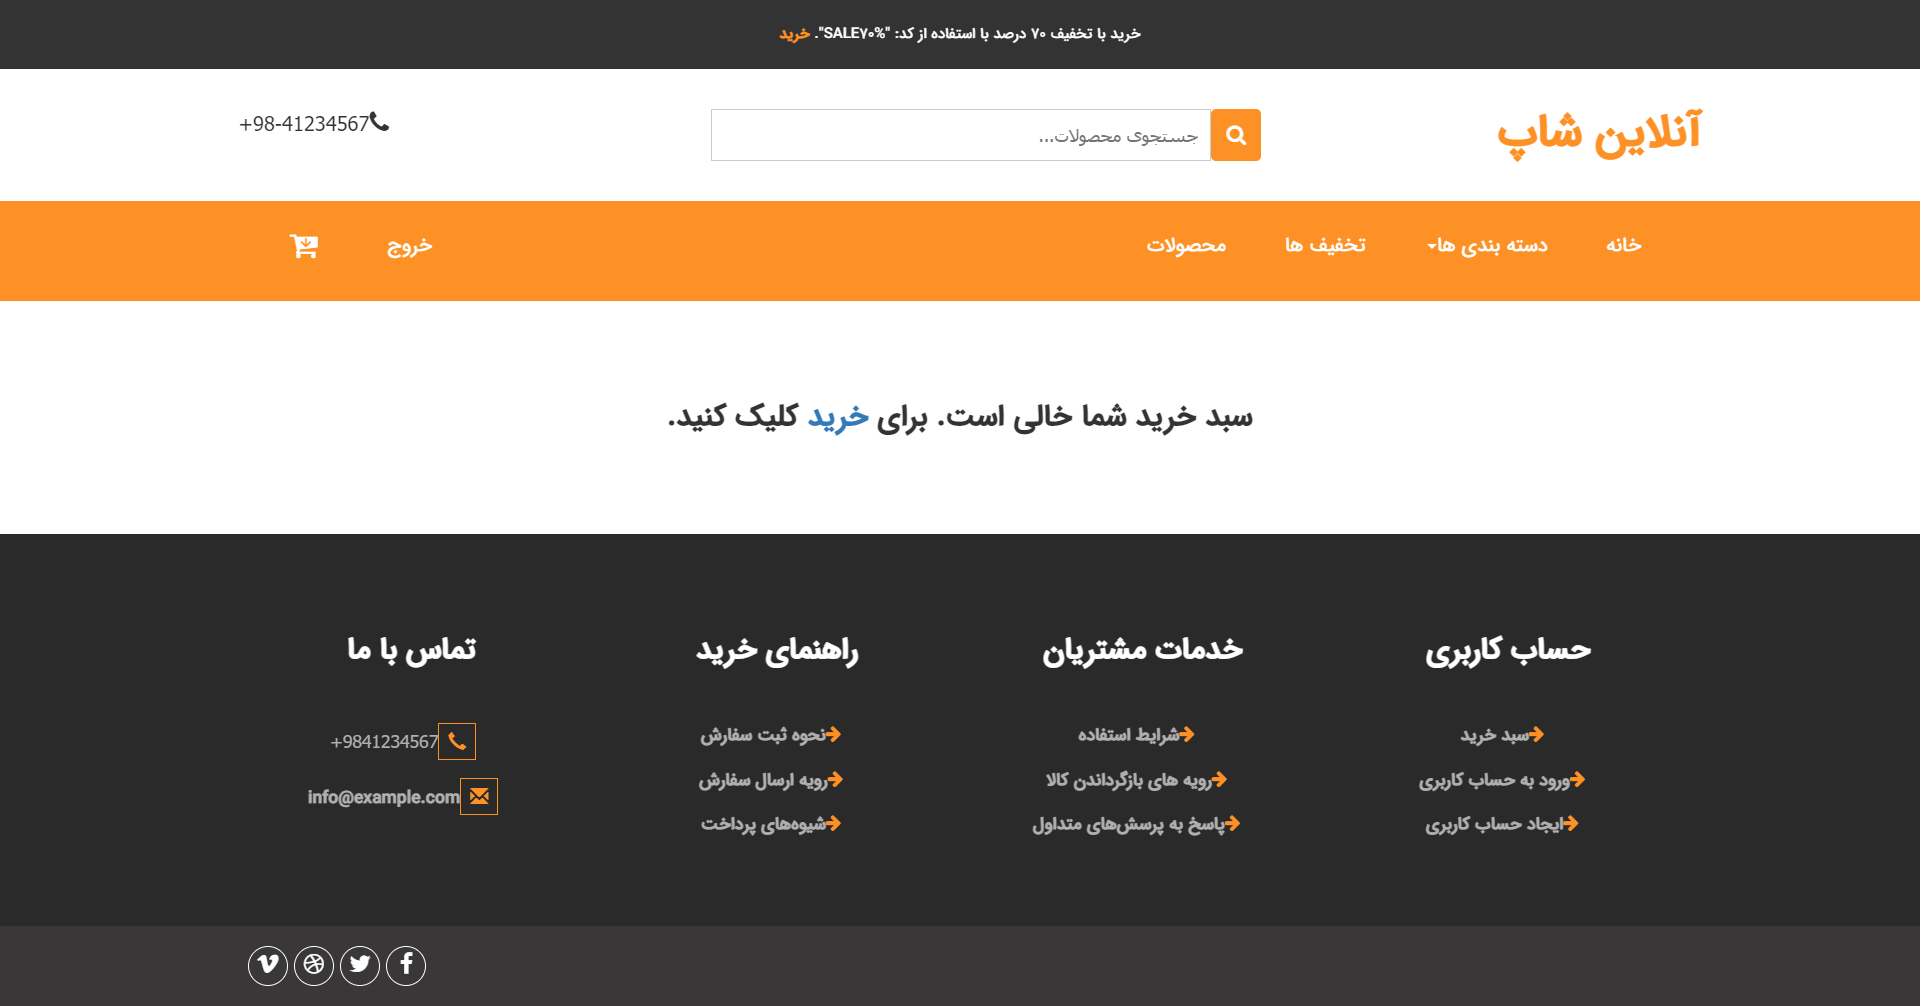 خرید با تخفیف ۷۰ درصد با استفاده از کد: "SALE۷۰%". خرید
آنلاین شاپ
جستجوی محصولات...
+98-41234567
خانه
دسته بندی ها
تخفیف ها
محصولات
خروج
سبد خرید شما خالی است. برای خرید کلیک کنید.
حساب کاربری
سبد خرید
ورود به حساب کاربری
ایجاد حساب کاربری
خدمات مشتریان
شرایط استفاده
رویه های بازگرداندن کالا
پاسخ به پرسش‌های متداول
راهنمای خرید
نحوه ثبت سفارش
رویه ارسال سفارش
شیوه‌های پرداخت
تماس با ما
+9841234567
info@example.com